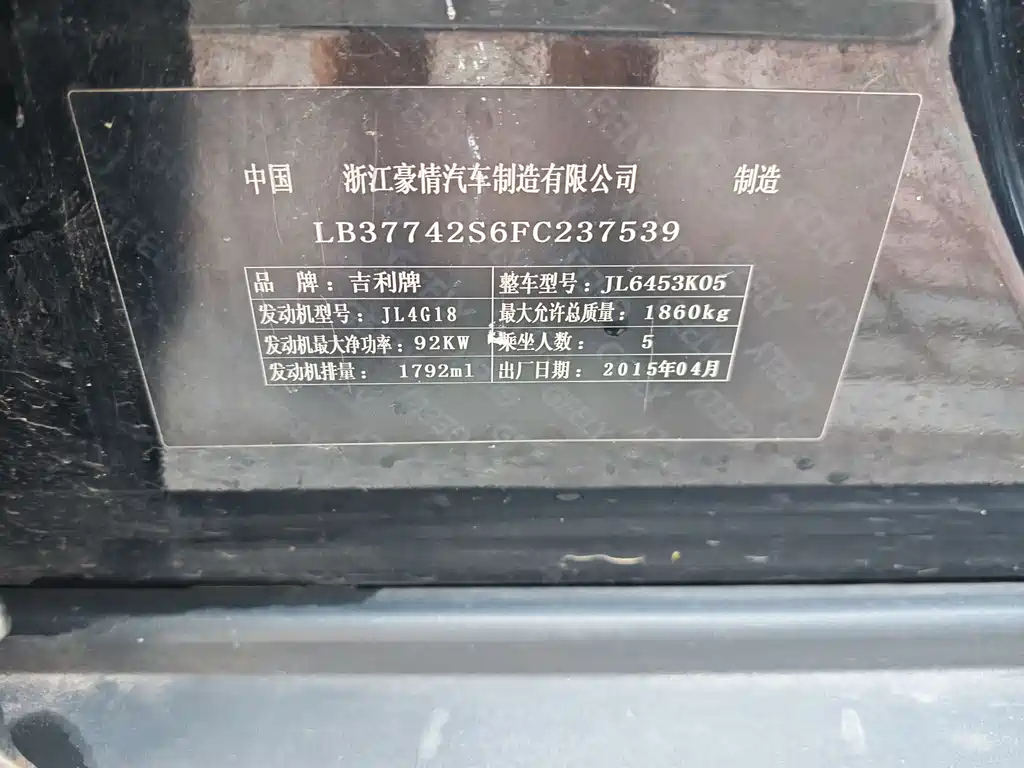 中国 浙江豪情汽车制造有限公司 制造
LB37742S6FC237539
品 牌：吉利牌 整车型号：JL6453K05
发动机型号：JL4G18 最大允许总质量：1860kg
发动机最大净功率：92KW 乘坐人数：5
发动机排量：1792ml 出厂日期：2015年04月